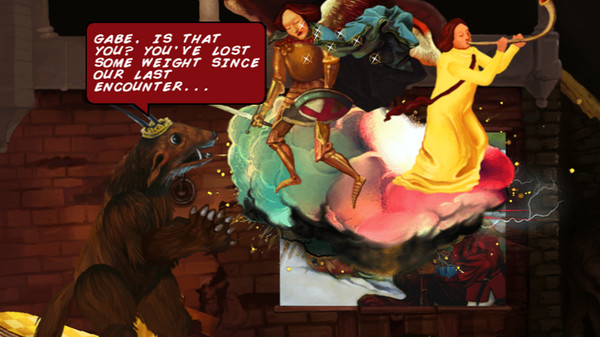 GABE. IS THAT
YOU? YOU'VE LOST
SOME WEIGHT SINCE
OUR LAST
ENCOUNTER...